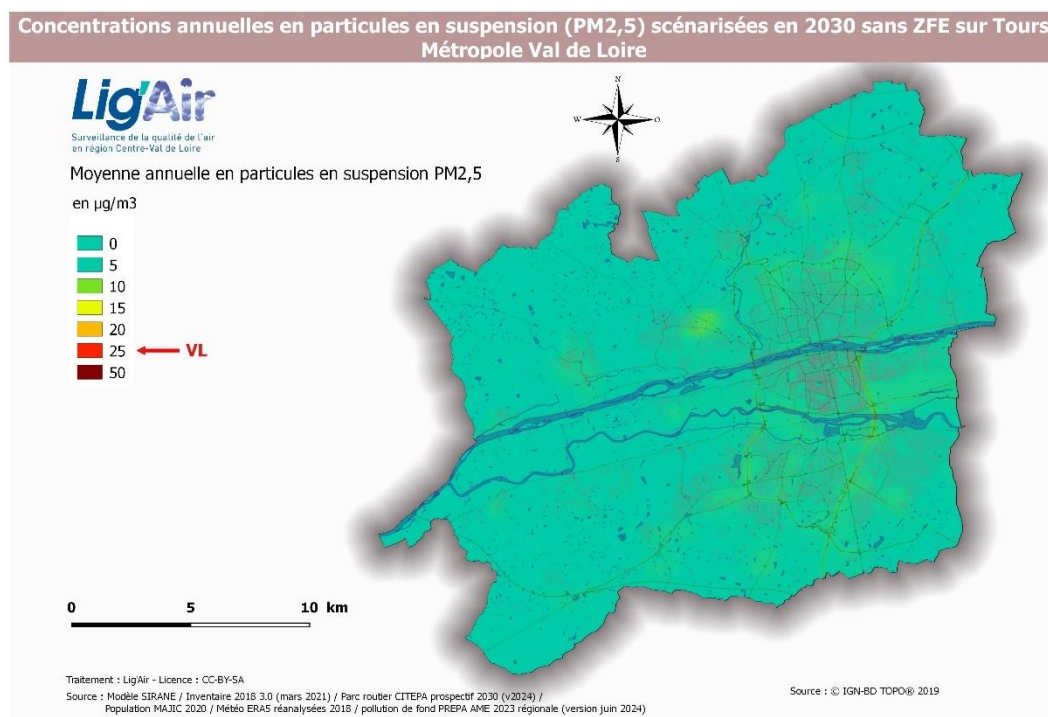 Concentrations annuelles en particules en suspension (PM2,5) scénarisées en 2030 sans ZFE sur Tours
Métropole Val de Loire
Lig'Air
Surveillance de la qualité de l'air
en région Centre-Val de Loire
N
W
O
S
Moyenne annuelle en particules en suspension PM2,5
en µg/m3
0
5
10
15
20
25
VL
50
0 5 10 km
Traitement : Lig'Air - Licence : CC-BY-SA
Source : Modèle SIRANE / Inventaire 2018 3.0 (mars 2021) / Parc routier CITEPA prospectif 2030 (v2024) /
Population MAJIC 2020 / Météo ERA5 réanalysées 2018 / pollution de fond PREPA AME 2023 régionale (version juin 2024)
Source : © IGN-BD TOPO® 2019